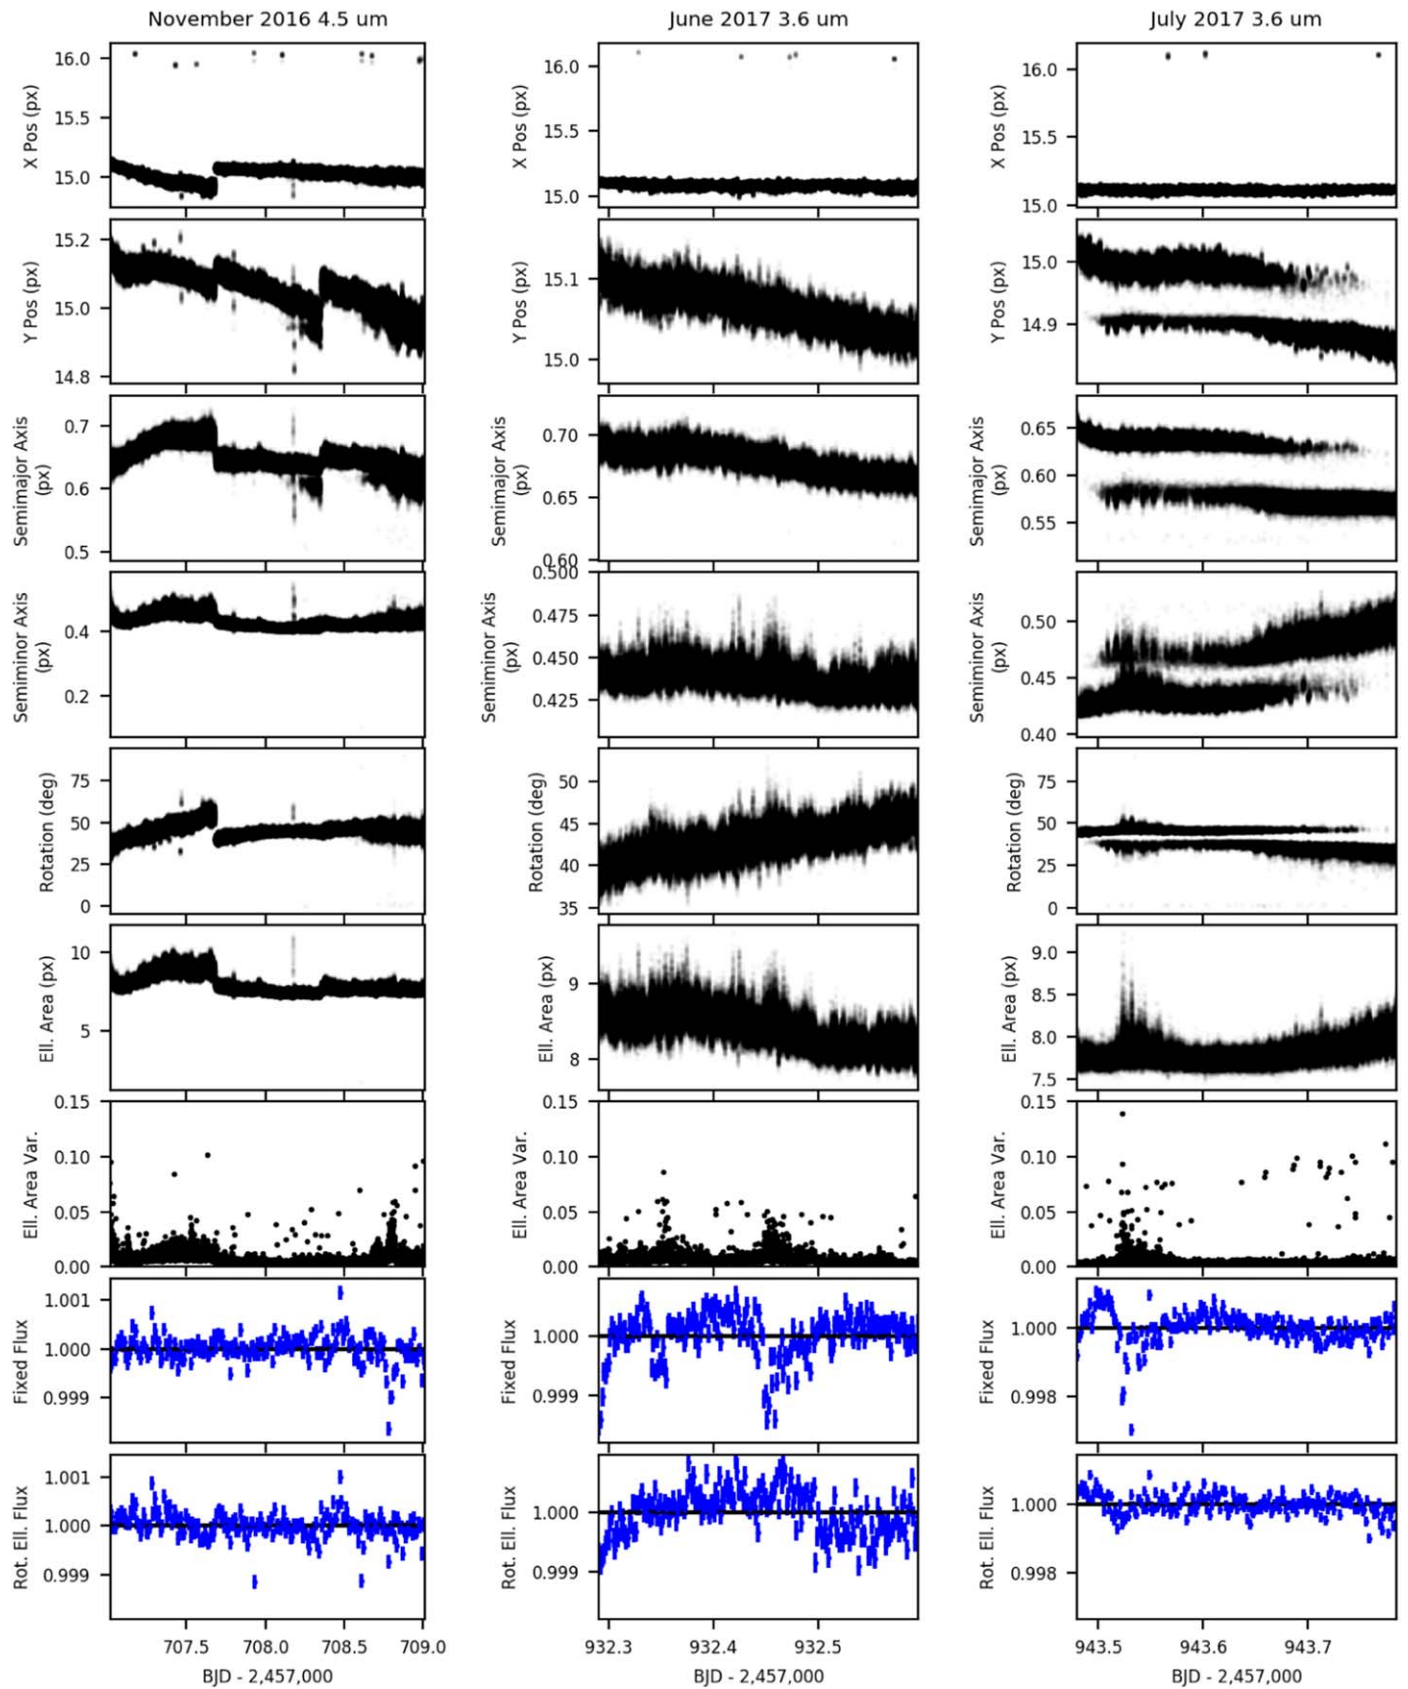 November 2016 4.5 um
June 2017 3.6 um
July 2017 3.6 um
X Pos (px)
16.0
15.5
15.0
X Pos (px)
16.0
15.5
15.0
X Pos (px)
16.0
15.5
15.0
Y Pos (px)
15.2
15.0
14.8
Y Pos (px)
15.1
15.0
Y Pos (px)
15.0
14.9
Semimajor Axis
(px)
0.7
0.6
0.5
Semimajor Axis
(px)
0.70
0.65
0.60
Semimajor Axis
(px)
0.65
0.60
0.55
Semiminor Axis
(px)
0.4
0.2
Semiminor Axis
(px)
0.500
0.475
0.450
0.425
Semiminor Axis
(px)
0.50
0.45
0.40
Rotation (deg)
75
50
25
0
Rotation (deg)
50
45
40
35
Rotation (deg)
75
50
25
0
Ell. Area (px)
10
5
Ell. Area (px)
9
8
Ell. Area (px)
9.0
8.5
8.0
7.5
Ell. Area Var.
0.15
0.10
0.05
0.00
Ell. Area Var.
0.15
0.10
0.05
0.00
Ell. Area Var.
0.15
0.10
0.05
0.00
Fixed Flux
1.001
1.000
0.999
Fixed Flux
1.000
0.999
Fixed Flux
1.000
0.998
Rot. Ell. Flux
1.001
1.000
0.999
Rot. Ell. Flux
1.000
0.999
Rot. Ell. Flux
1.000
0.998
707.5 708.0 708.5 709.0
932.3 932.4 932.5
943.5 943.6 943.7
BJD - 2,457,000
BJD - 2,457,000
BJD - 2,457,000